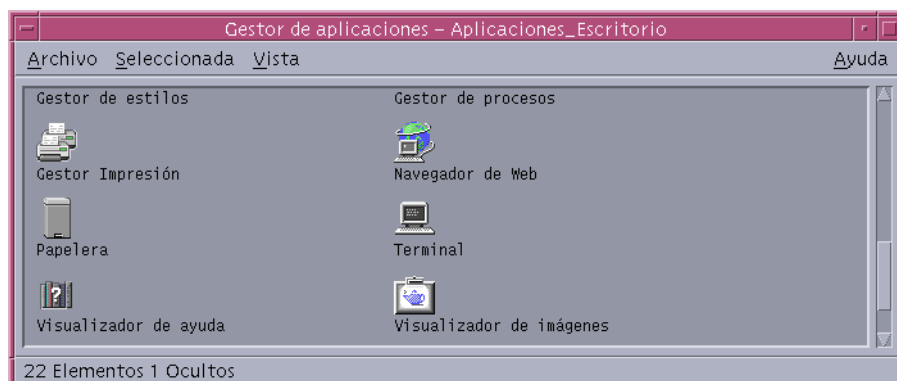 Gestor de aplicaciones – Aplicaciones_Escritorio
Archivo Seleccionada Vista Ayuda
Gestor de estilos Gestor de procesos
Gestor Impresión Navegador de Web
Papelera Terminal
Visualizador de ayuda Visualizador de imágenes
22 Elementos 1 Ocultos